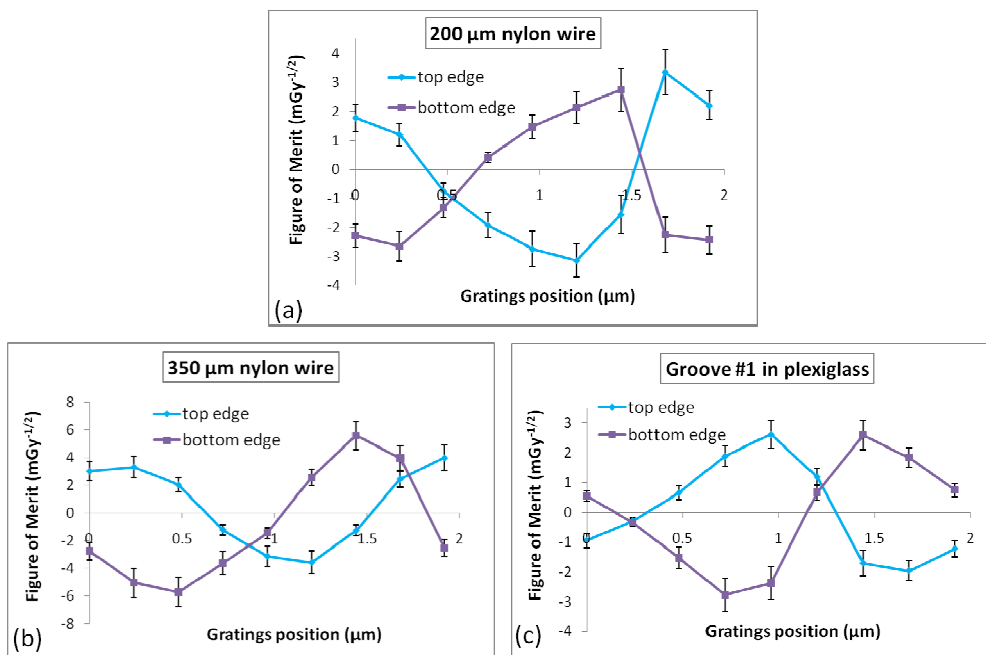 200 µm nylon wire
top edge
bottom edge
Figure of Merit (mGy-1/2)
4
3
2
1
0
-1
-2
-3
-4
0
0.5
1
1.5
2
Gratings position (µm)
(a)
350 µm nylon wire
top edge
bottom edge
Figure of Merit (mGy-1/2)
8
6
4
2
0
-2
-4
-6
-8
0
0.5
1
1.5
2
Gratings position (µm)
(b)
Groove #1 in plexiglass
top edge
bottom edge
Figure of Merit (mGy-1/2)
3
2
1
0
-1
-2
-3
-4
0
0.5
1
1.5
2
Gratings position (µm)
(c)